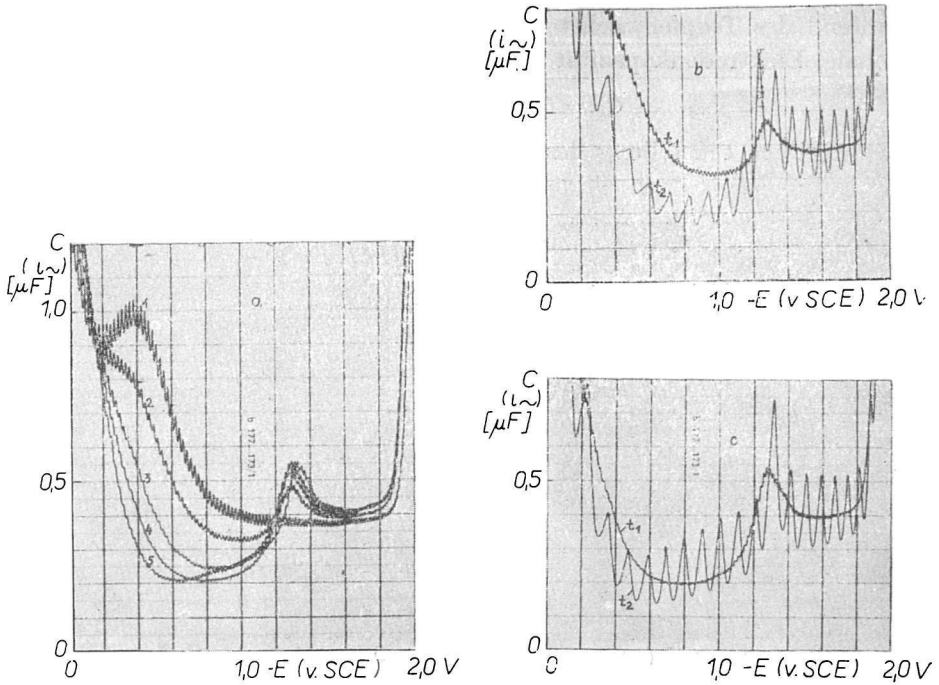 C
(i~)
[µF]
1,0
0,5
0
a
1
2
3
4
5
0
1,0 -E (v. SCE) 2,0 V
C
(i~)
[µF]
0,5
0
b
t₁
t₂
0
1,0 -E (v SCE) 2,0 V
C
(i~)
[µF]
0,5
0
c
t₁
t₂
0
1,0 -E (v. SCE) 2,0 V